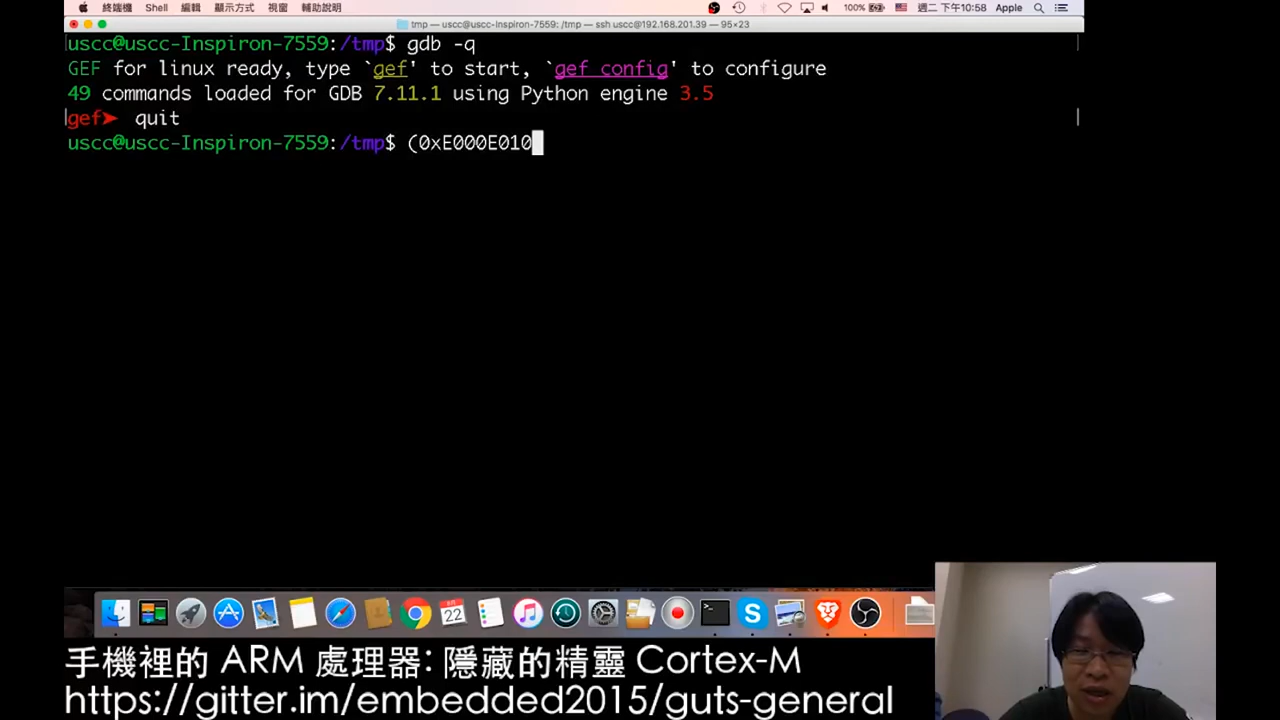 終端機 Shell 編輯 顯示方式 視窗 輔助說明 100% 週二 下午10:58 Apple
tmp — uscc@uscc-Inspiron-7559: /tmp — ssh uscc@192.168.201.39 — 95×23
uscc@uscc-Inspiron-7559:/tmp$ gdb -q
GEF for linux ready, type `gef' to start, `gef config' to configure
49 commands loaded for GDB 7.11.1 using Python engine 3.5
gef➤ quit
uscc@uscc-Inspiron-7559:/tmp$ (0xE000E010
22
手機裡的 ARM 處理器: 隱藏的精靈 Cortex-M
https://gitter.im/embedded2015/guts-general